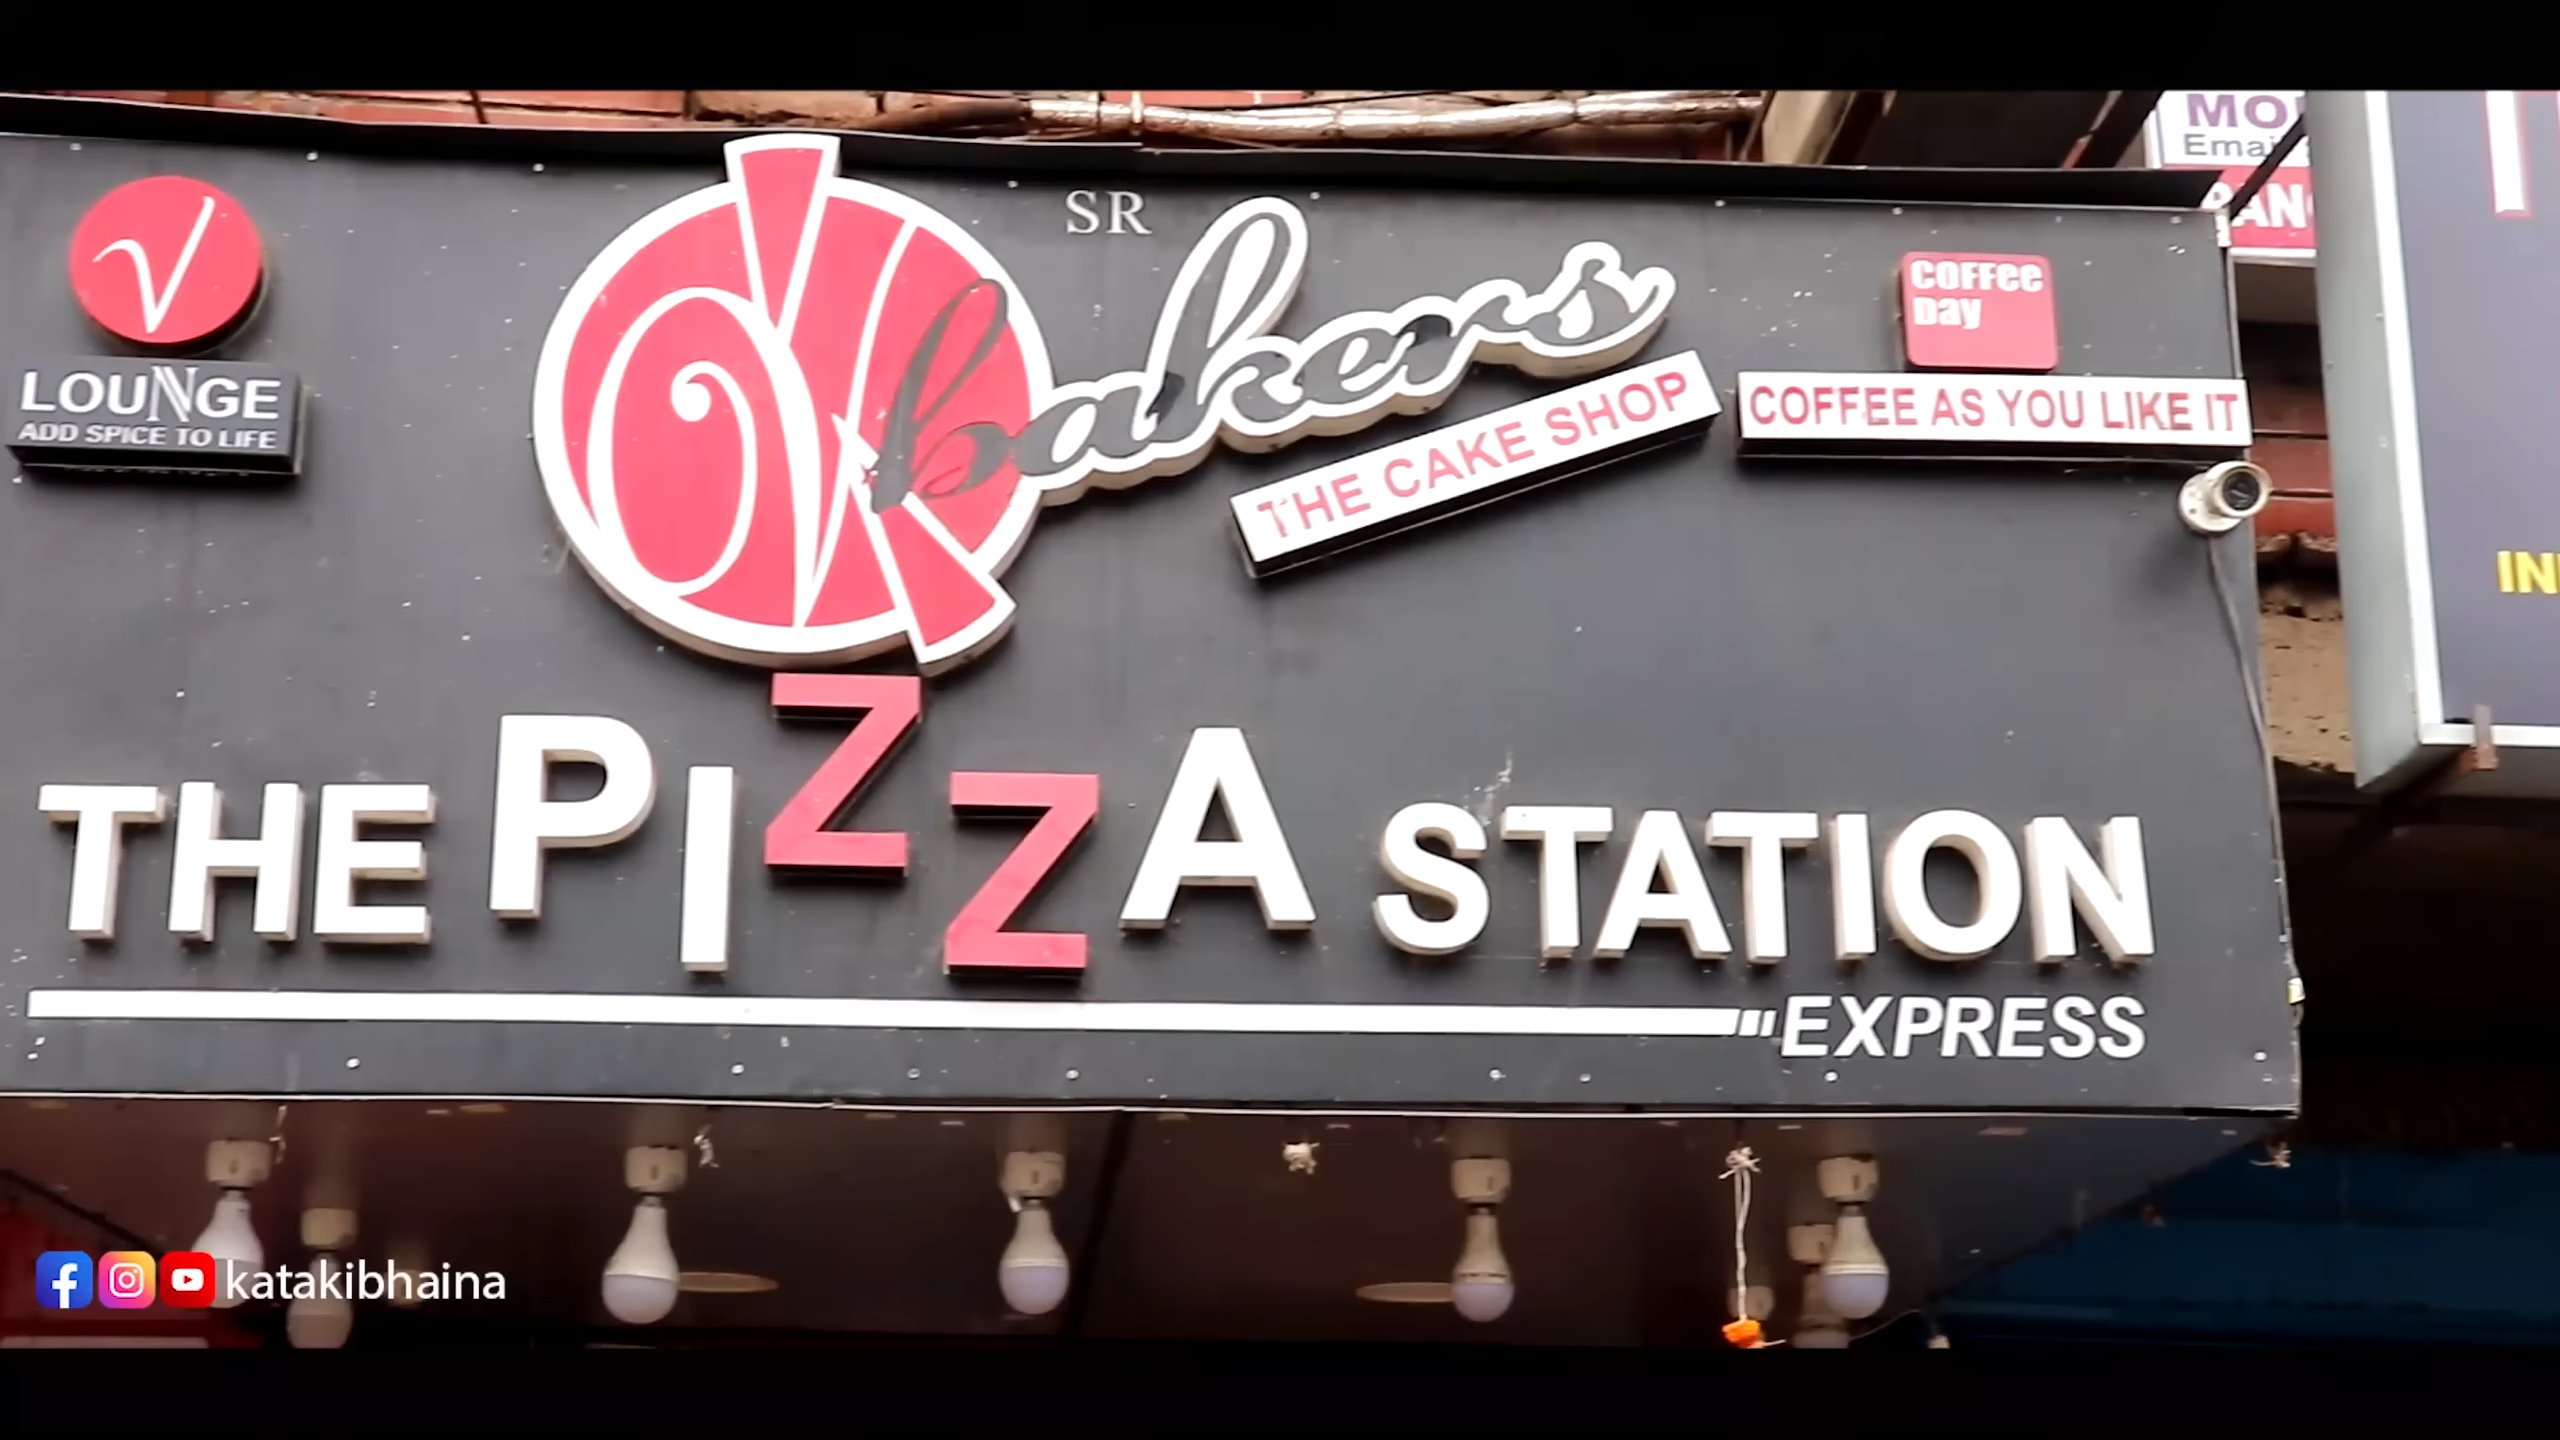 V
LOUNGE
ADD SPICE TO LIFE
SR
OK bakers
THE CAKE SHOP
COFFEE
DAY
COFFEE AS YOU LIKE IT
THE PIZZA STATION
EXPRESS
katakibhaina